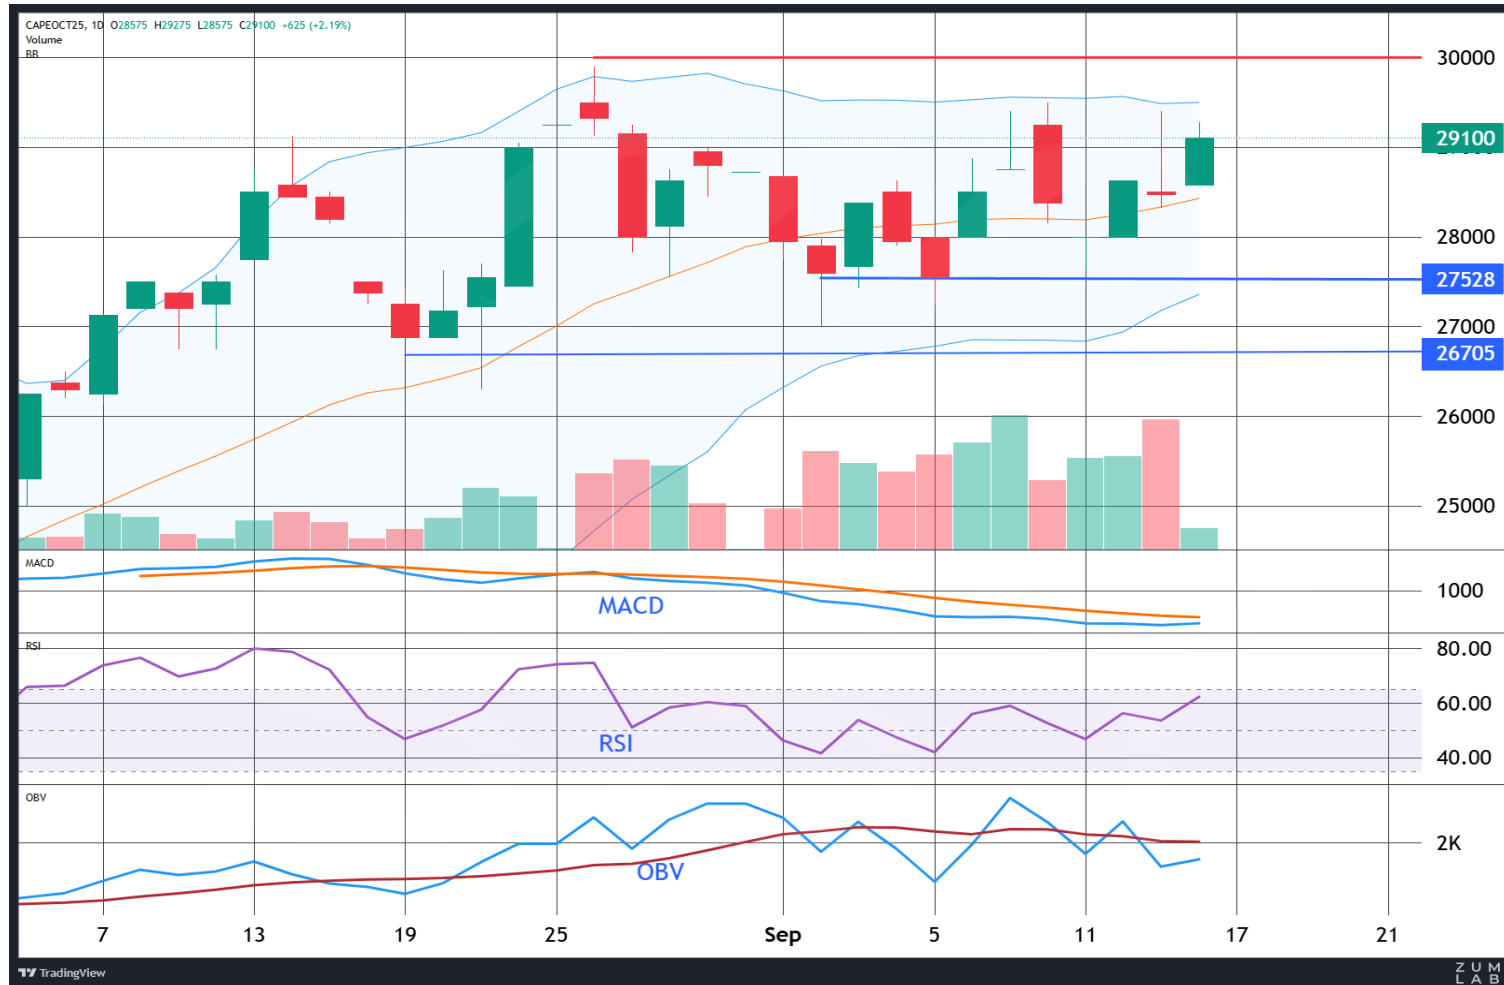 CAPEOCT25, 1D O28575 H29275 L28575 C29100 +625 (+2.19%)
Volume
BB
30000
29100
28000
27528
27000
26705
26000
25000
MACD
MACD
1000
RSI
80.00
60.00
RSI
40.00
OBV
2K
OBV
7 13 19 25 Sep 5 11 17 21
TradingView
ZUM
LAB